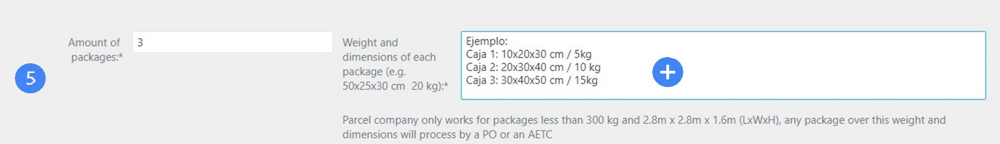 5
Amount of
packages:*
3
Weight and
dimensions of each
package (e.g.
50x25x30 cm  20 kg):*
Ejemplo:
Caja 1: 10x20x30 cm / 5kg
Caja 2: 20x30x40 cm / 10 kg
Caja 3: 30x40x50 cm / 15kg
+
Parcel company only works for packages less than 300 kg and 2.8m x 2.8m x 1.6m (LxWxH), any package over this weight and
dimensions will process by a PO or an AETC